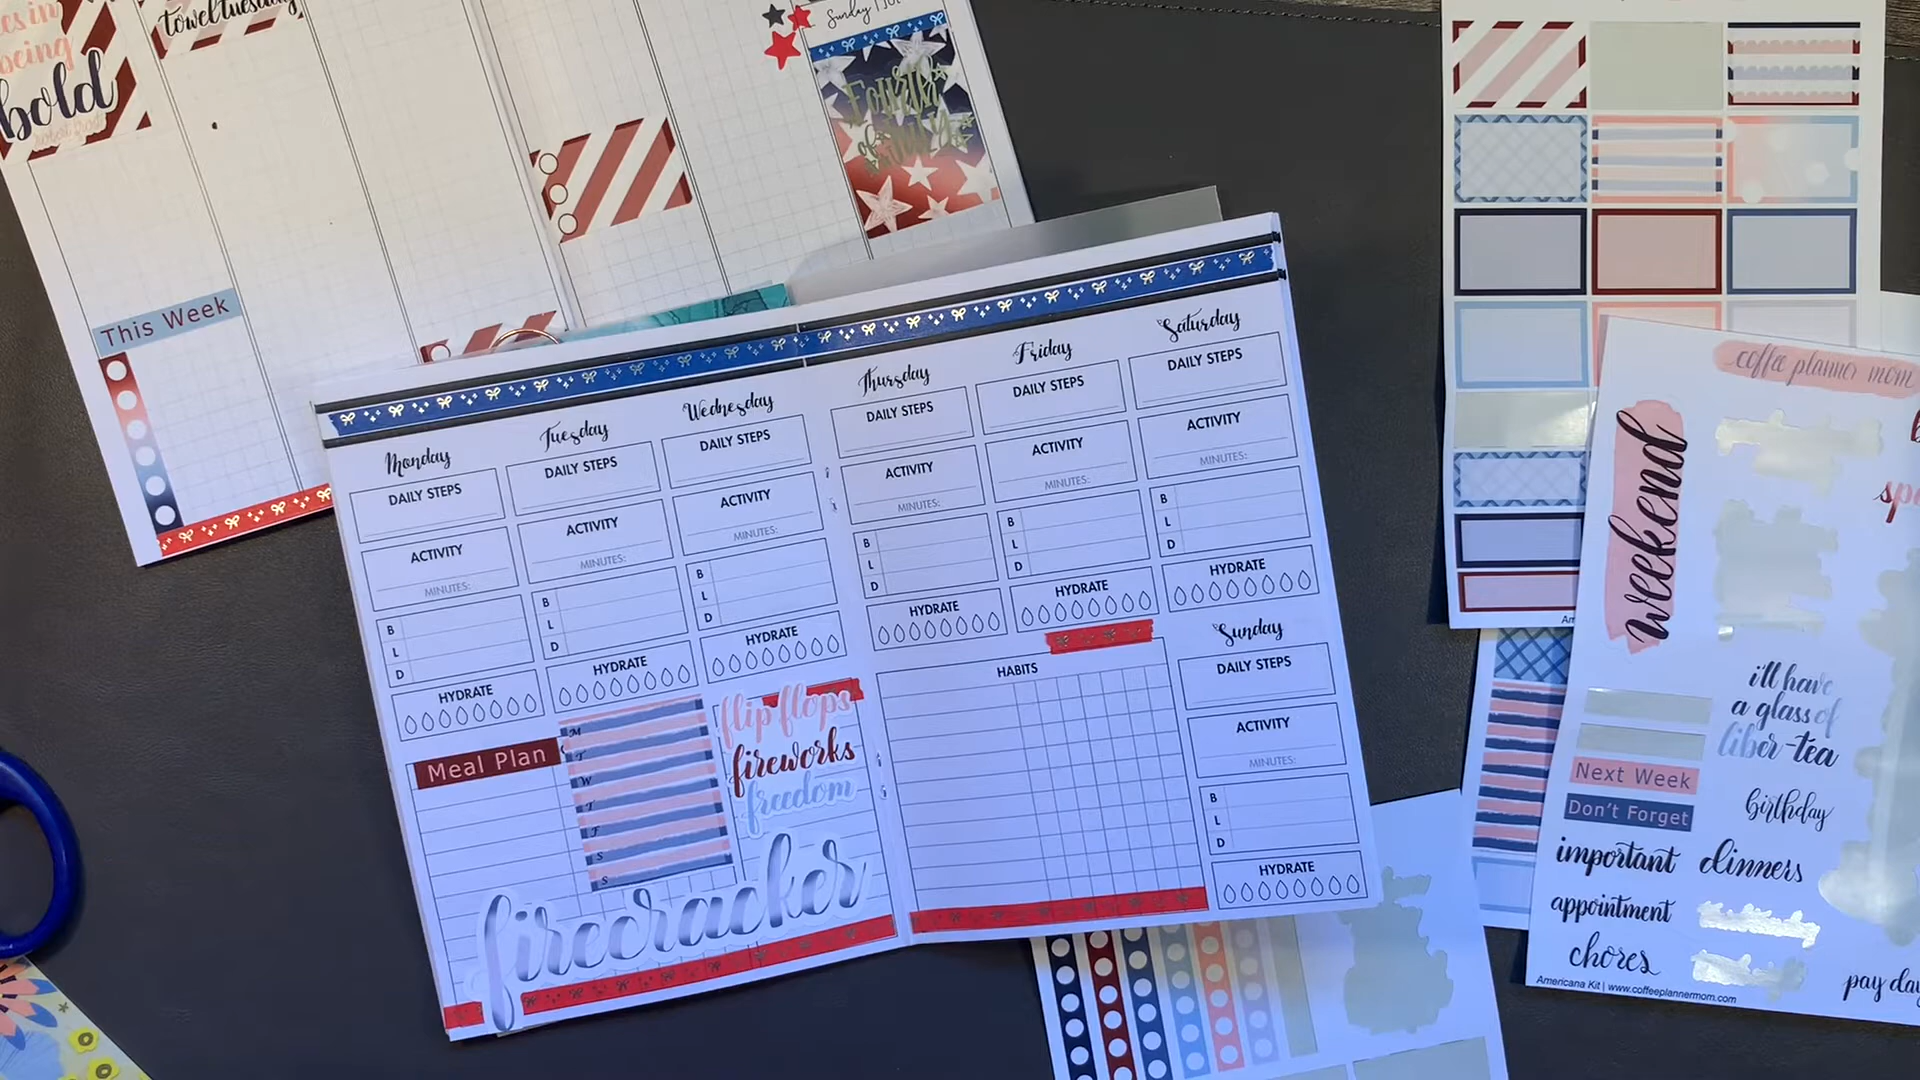 being
bold
towel tuesday
Sunday
Fourth
of July
This Week
Monday
DAILY STEPS
ACTIVITY
MINUTES:
B
L
D
HYDRATE
Tuesday
DAILY STEPS
ACTIVITY
MINUTES:
B
L
D
HYDRATE
Wednesday
DAILY STEPS
ACTIVITY
MINUTES:
B
L
D
HYDRATE
Meal Plan
M
T
W
T
F
S
S
flip flops
fireworks
freedom
firecracker
Thursday
DAILY STEPS
ACTIVITY
MINUTES:
B
L
D
HYDRATE
Friday
DAILY STEPS
ACTIVITY
MINUTES:
B
L
D
HYDRATE
Saturday
DAILY STEPS
ACTIVITY
MINUTES:
B
L
D
HYDRATE
HABITS
Sunday
DAILY STEPS
ACTIVITY
MINUTES:
B
L
D
HYDRATE
coffee planner mom
weekend
i'll have
a glass of
liber-tea
Next Week
Don't Forget
birthday
important
dinners
appointment
chores
pay day
Americana Kit | www.coffeeplannermom.com